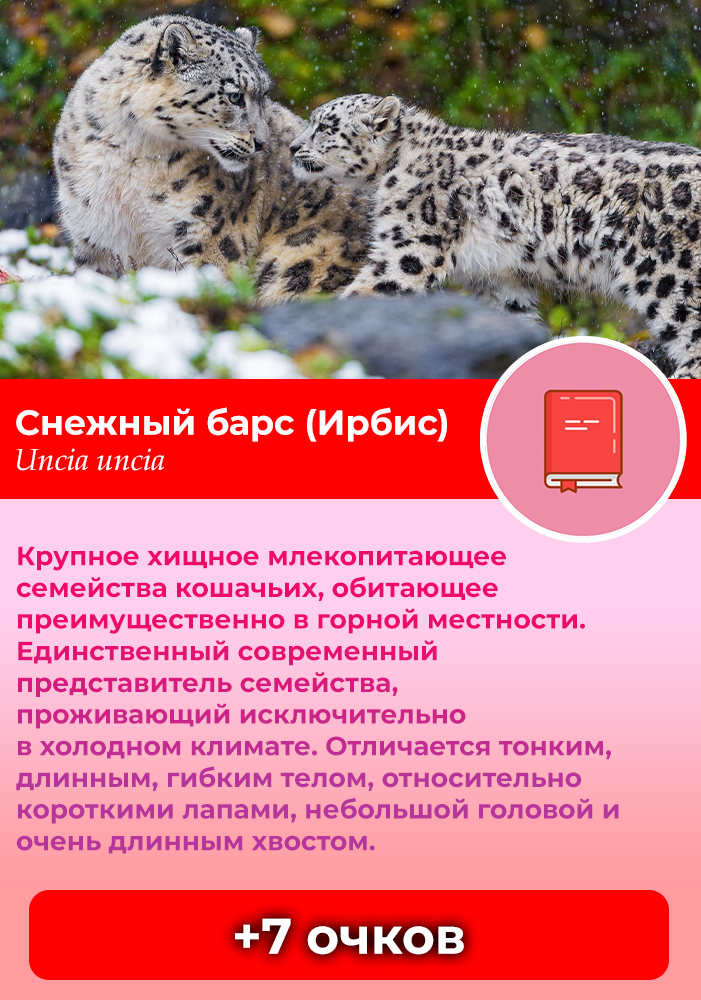 Снежный барс (Ирбис)
Uncia uncia
Крупное хищное млекопитающее
семейства кошачьих, обитающее
преимущественно в горной местности.
Единственный современный
представитель семейства,
проживающий исключительно
в холодном климате. Отличается тонким,
длинным, гибким телом, относительно
короткими лапами, небольшой головой и
очень длинным хвостом.
+7 очков